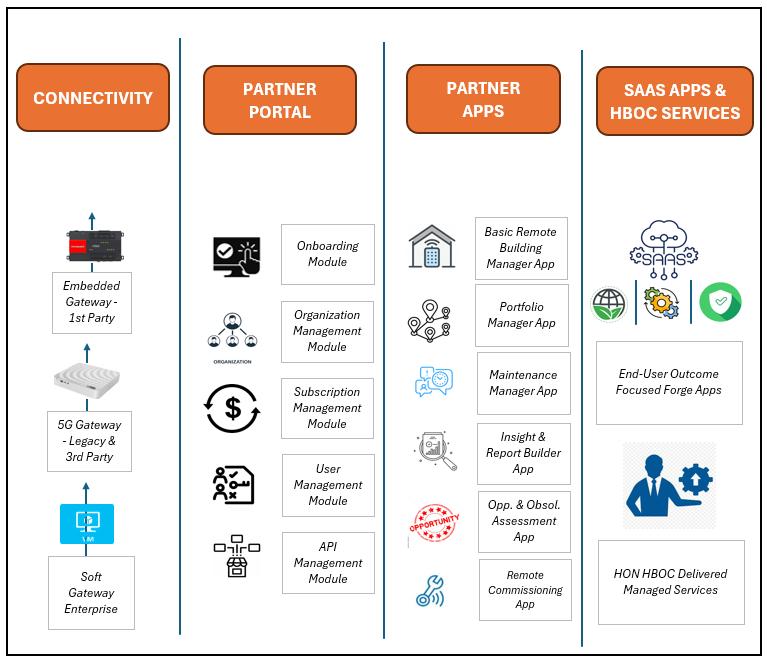 CONNECTIVITY
PARTNER
PORTAL
PARTNER
APPS
SAAS APPS &
HBOC SERVICES
Embedded
Gateway -
1st Party
5G Gateway
- Legacy &
3rd Party
VM
Soft
Gateway
Enterprise
Onboarding
Module
ORGANIZATION
Organization
Management
Module
$
Subscription
Management
Module
User
Management
Module
API
Management
Module
Basic Remote
Building
Manager App
Portfolio
Manager App
Maintenance
Manager App
Insight &
Report Builder
App
OPPORTUNITY
Opp. & Obsol.
Assessment
App
Remote
Commissioning
App
SAAS
End-User Outcome
Focused Forge Apps
HON HBOC Delivered
Managed Services